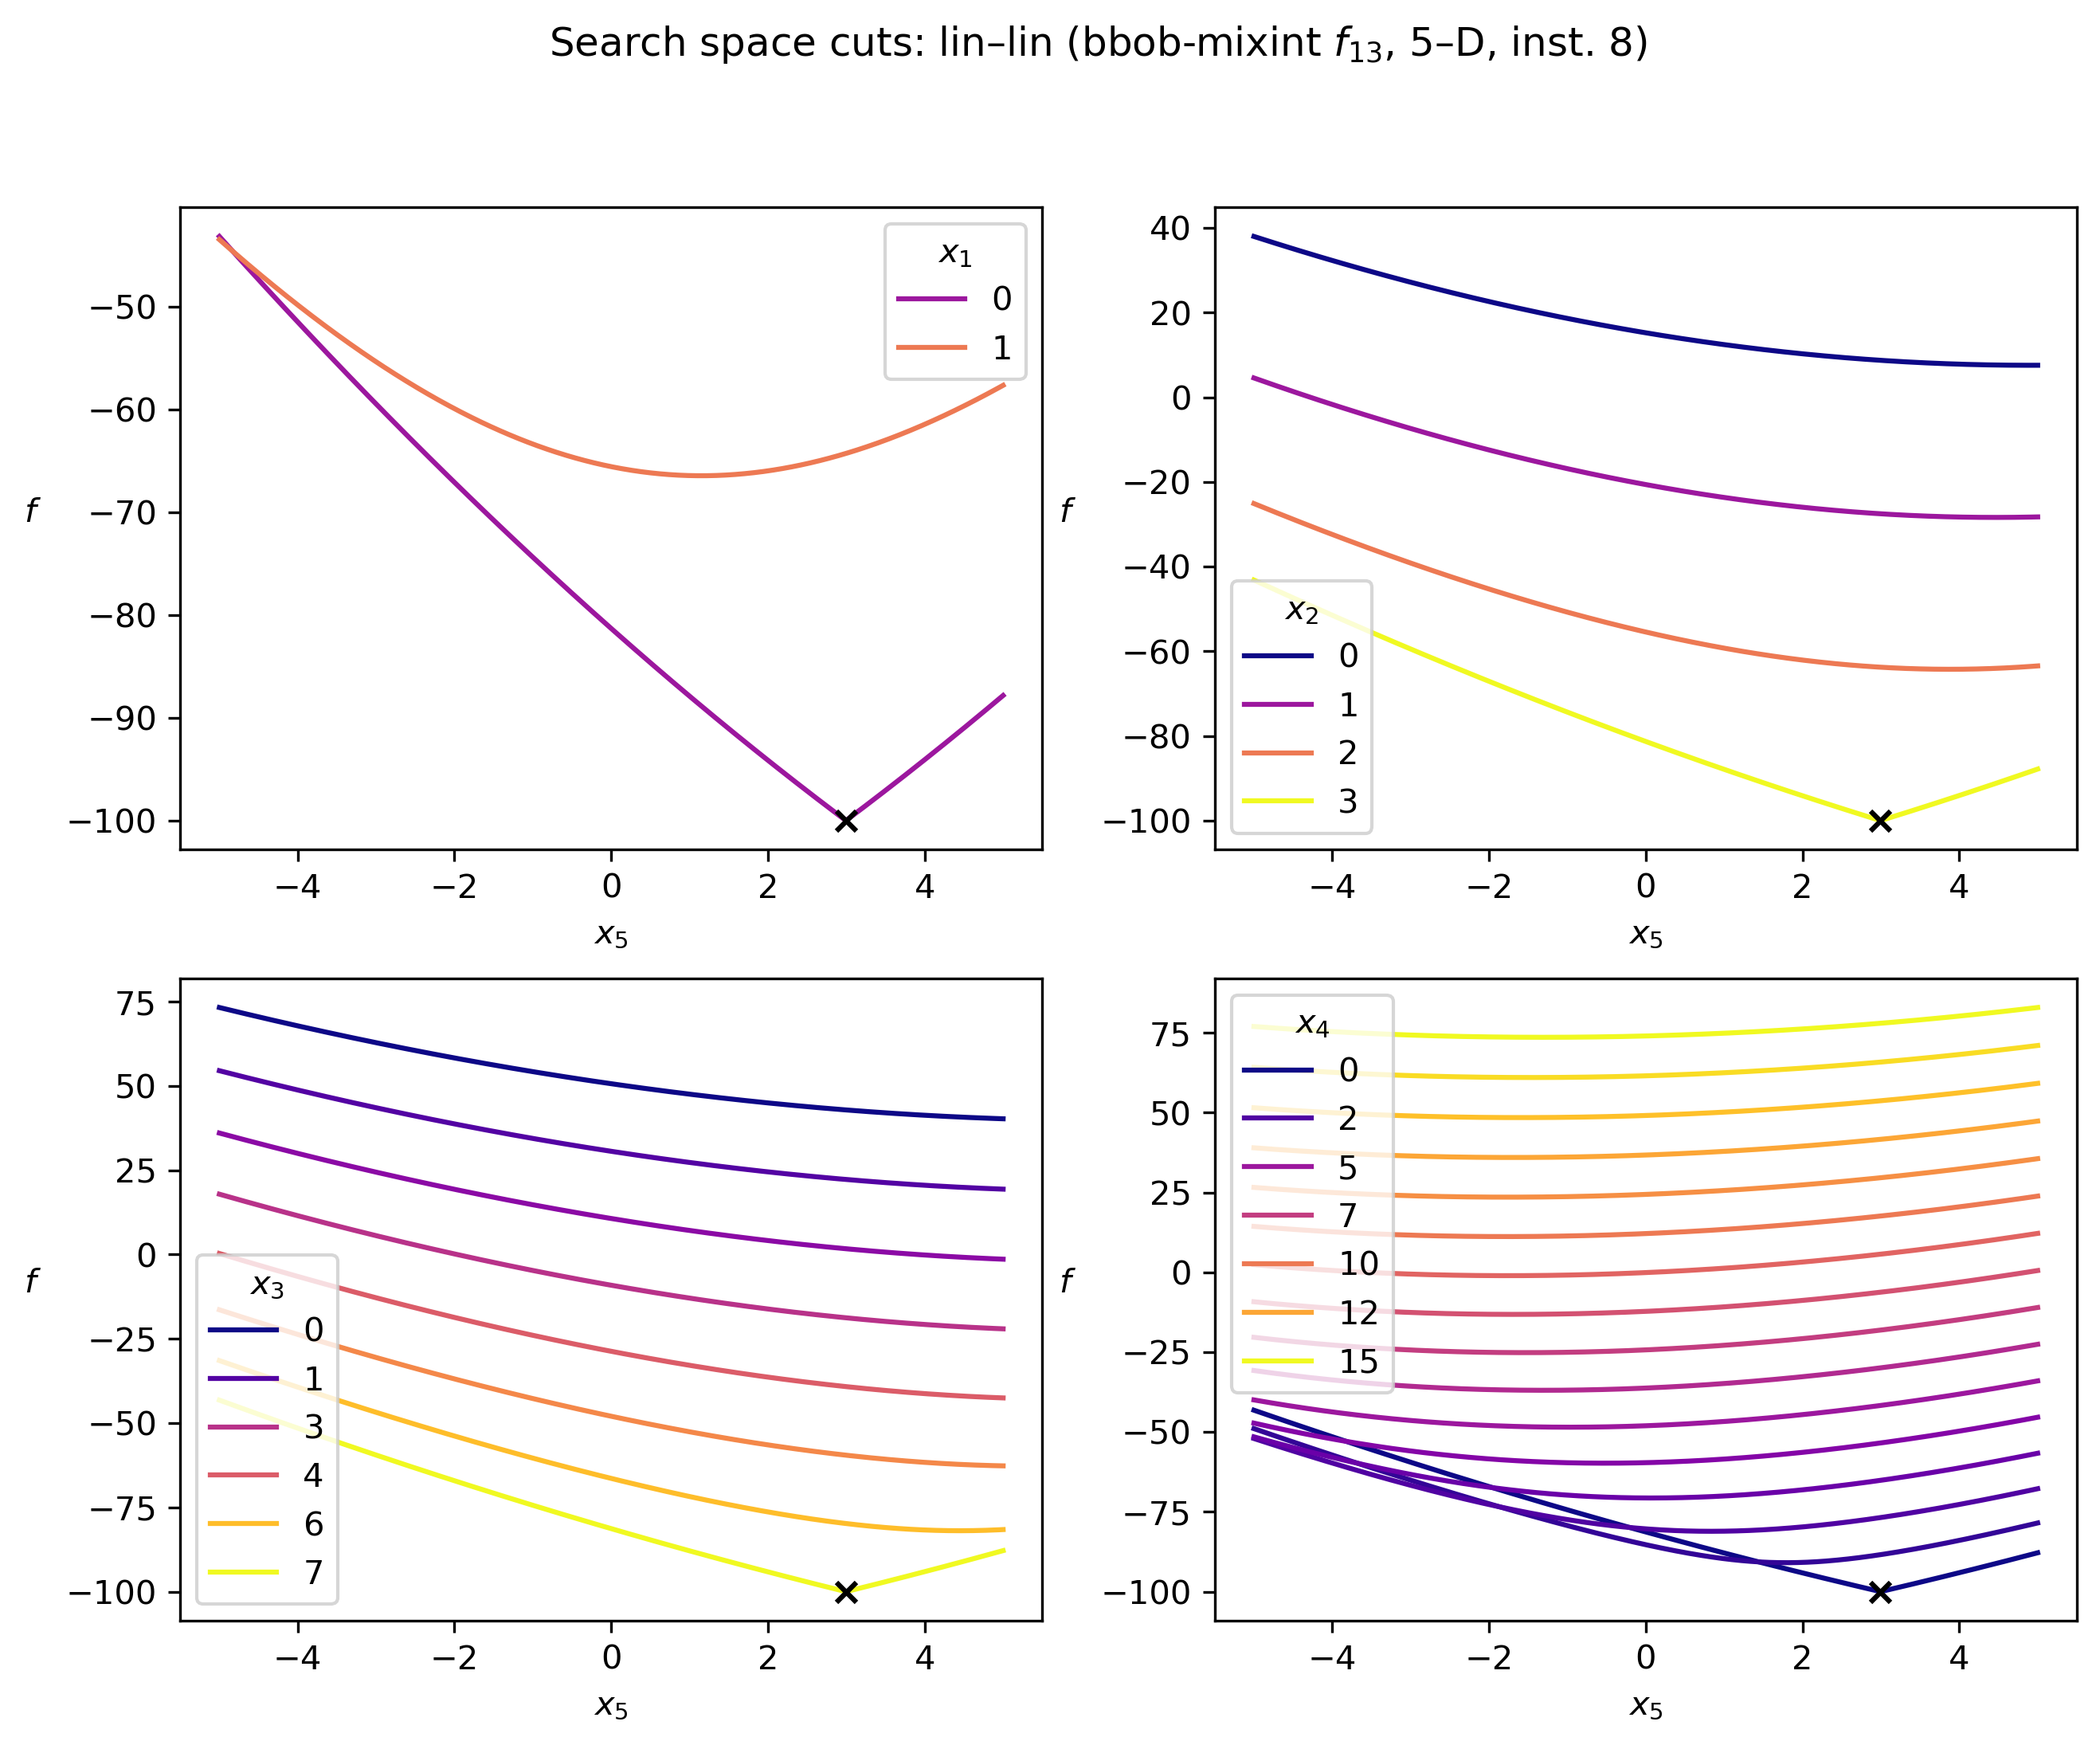 Search space cuts: lin–lin (bbob-mixint f13, 5–D, inst. 8)
x1
0
1
−50
−60
−70
−80
−90
−100
f
−4 −2 0 2 4
x5
40
20
0
−20
−40
−60
−80
−100
f
x2
0
1
2
3
−4 −2 0 2 4
x5
75
50
25
0
−25
−50
−75
−100
f
x3
0
1
3
4
6
7
−4 −2 0 2 4
x5
75
50
25
0
−25
−50
−75
−100
f
x4
0
2
5
7
10
12
15
−4 −2 0 2 4
x5